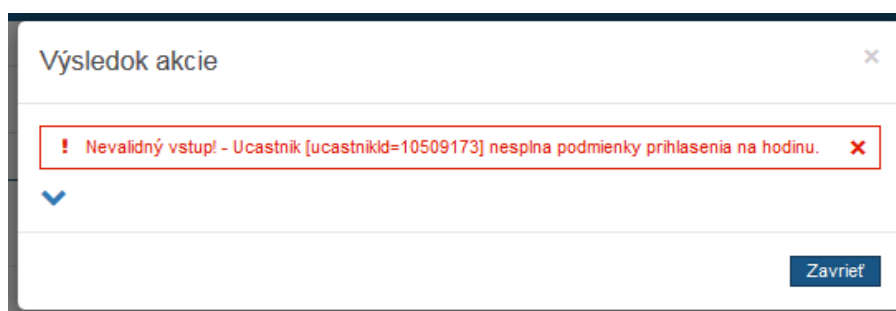 Výsledok akcie
Nevalidný vstup! - Ucastnik [ucastnikId=10509173] nesplna podmienky prihlasenia na hodinu.
Zavrieť